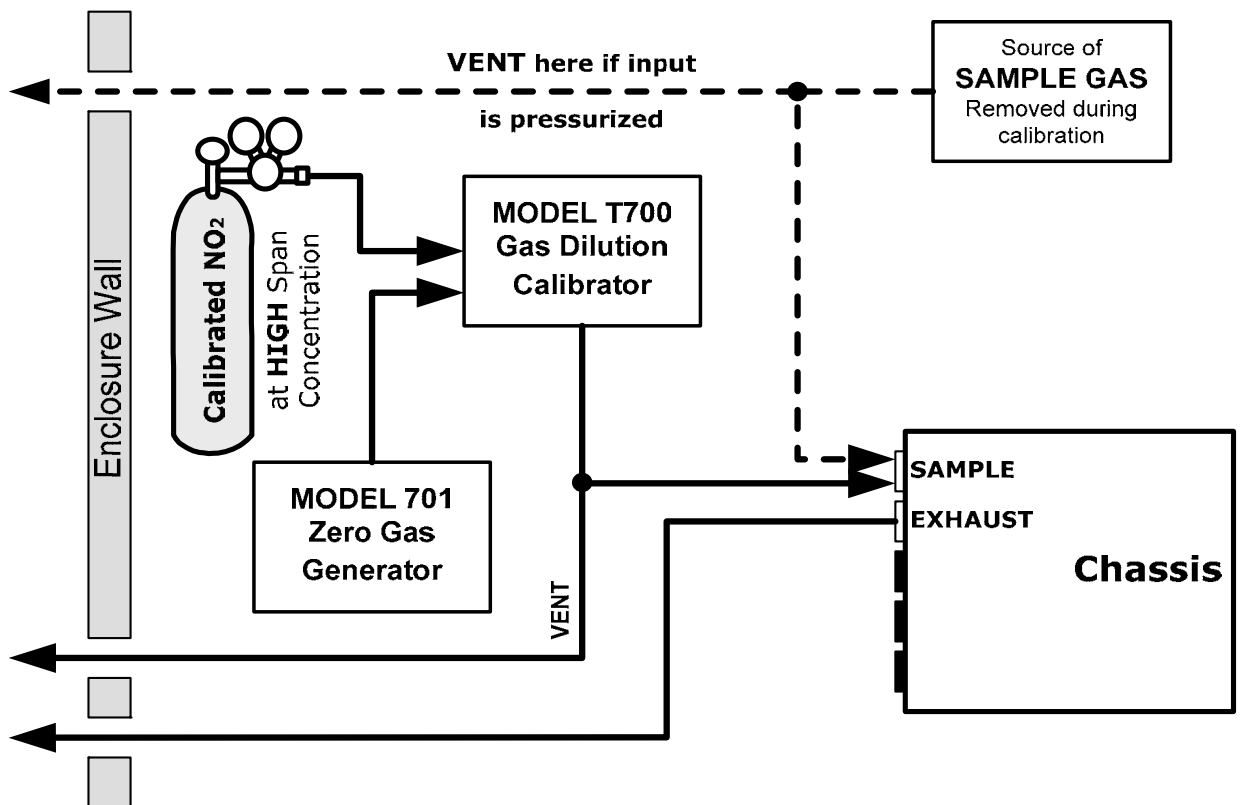 VENT here if input
is pressurized
Source of
SAMPLE GAS
Removed during
calibration
Enclosure Wall
Calibrated NO₂
at HIGH Span
Concentration
MODEL T700
Gas Dilution
Calibrator
MODEL 701
Zero Gas
Generator
VENT
SAMPLE
EXHAUST
Chassis